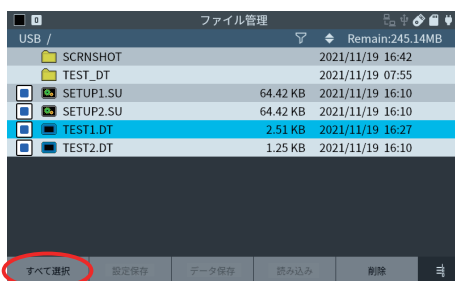 0 ファイル管理
USB / Remain:245.14MB
SCRNSHOT 2021/11/19 16:42
TEST_DT 2021/11/19 07:55
SETUP1.SU 64.42 KB 2021/11/19 16:10
SETUP2.SU 64.42 KB 2021/11/19 16:10
TEST1.DT 2.51 KB 2021/11/19 16:27
TEST2.DT 1.25 KB 2021/11/19 16:10
すべて選択 設定保存 データ保存 読み込み 削除